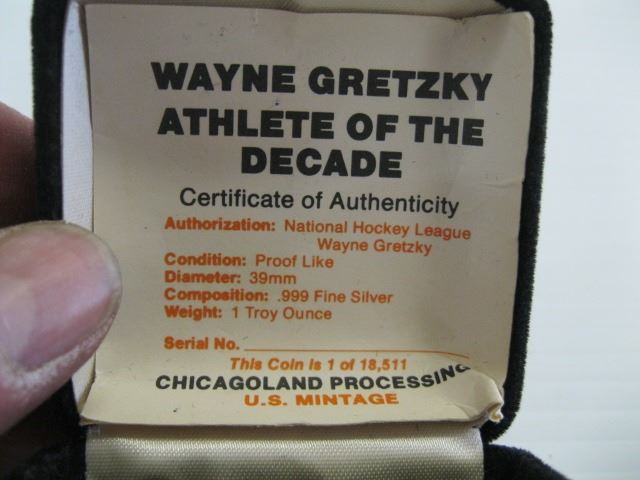 WAYNE GRETZKY
ATHLETE OF THE
DECADE
Certificate of Authenticity
Authorization: National Hockey League
Wayne Gretzky
Condition: Proof Like
Diameter: 39mm
Composition: .999 Fine Silver
Weight: 1 Troy Ounce
Serial No.
This Coin is 1 of 18,511
CHICAGOLAND PROCESSING
U.S. MINTAGE